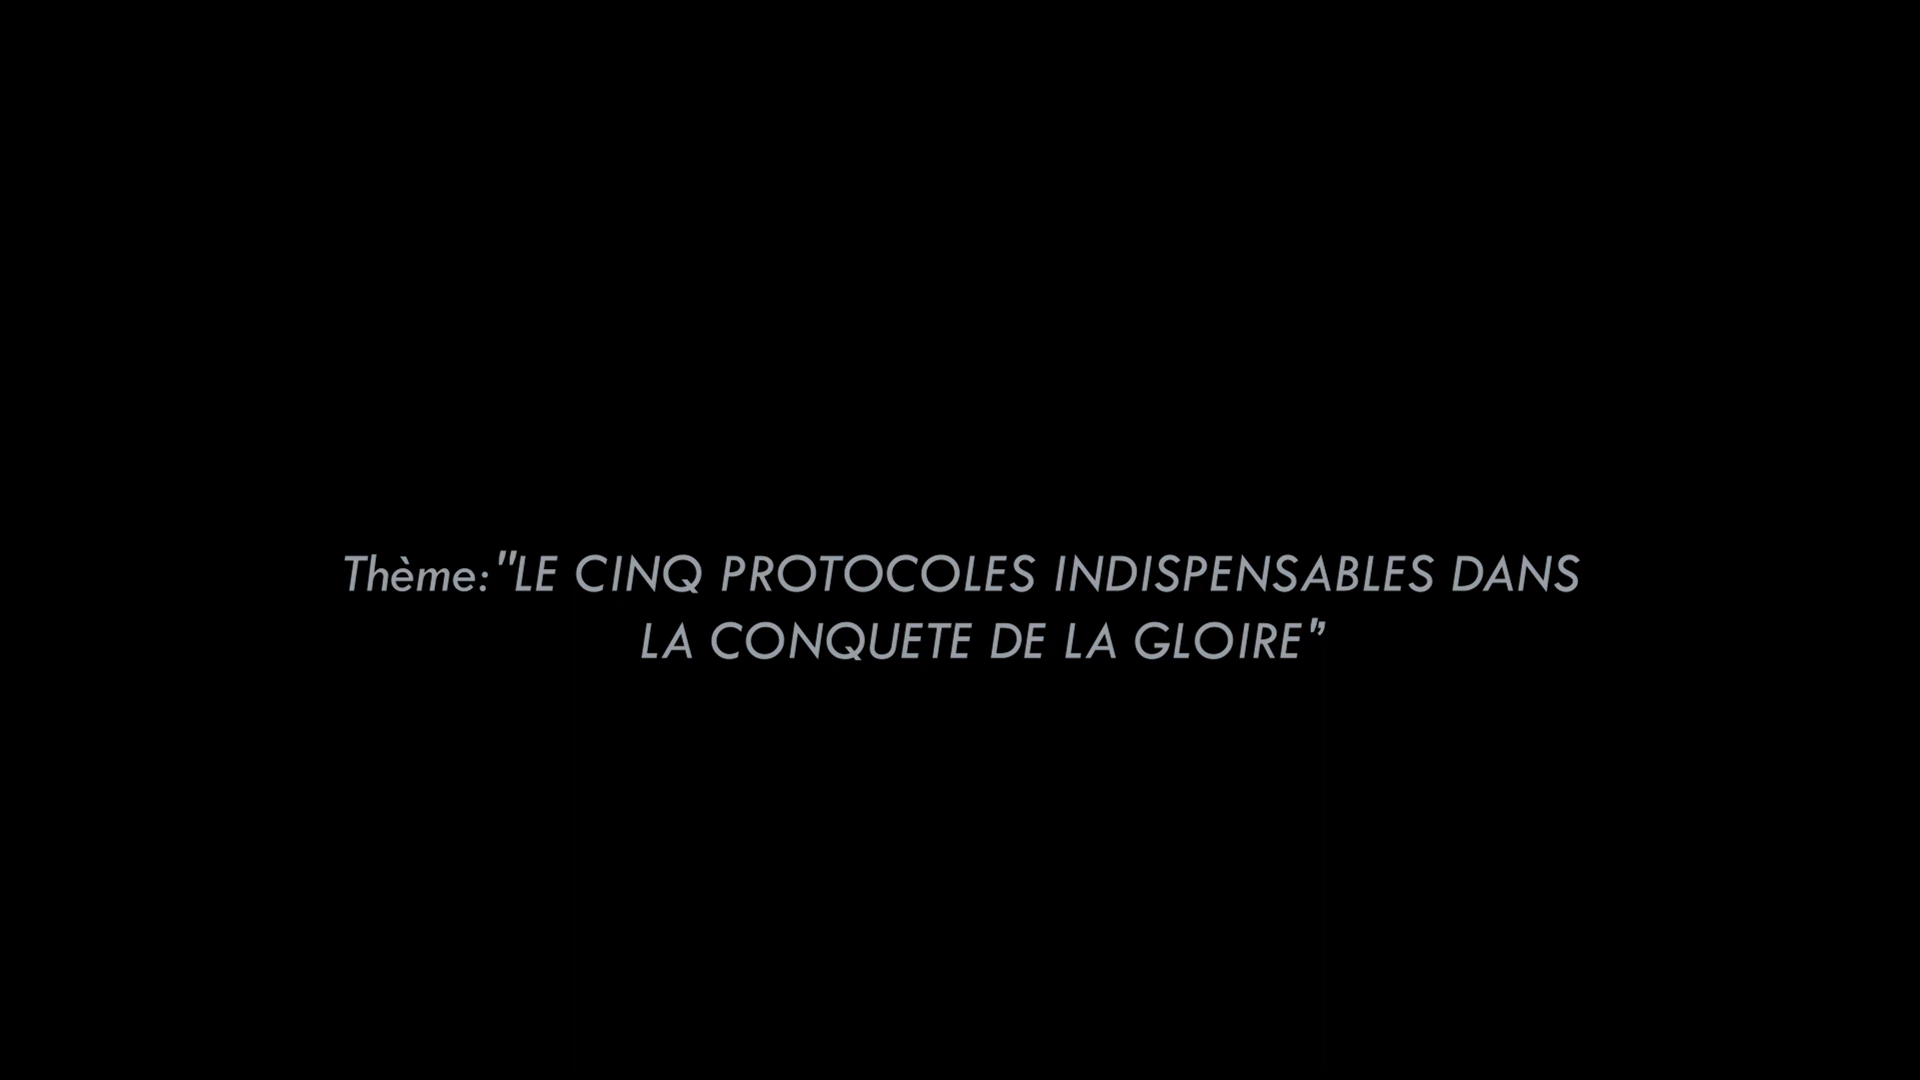 Thème:"LE CINQ PROTOCOLES INDISPENSABLES DANS
LA CONQUETE DE LA GLOIRE"